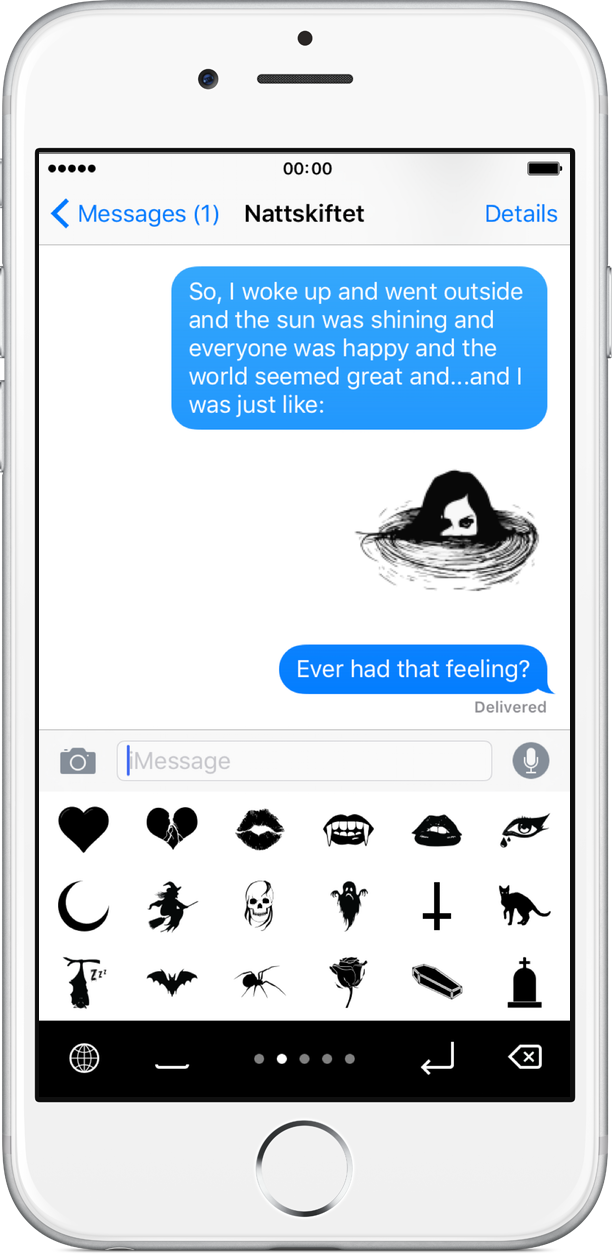 00:00
Messages (1) Nattskiftet Details
So, I woke up and went outside
and the sun was shining and
everyone was happy and the
world seemed great and...and I
was just like:
Ever had that feeling?
Delivered
iMessage
Zzz